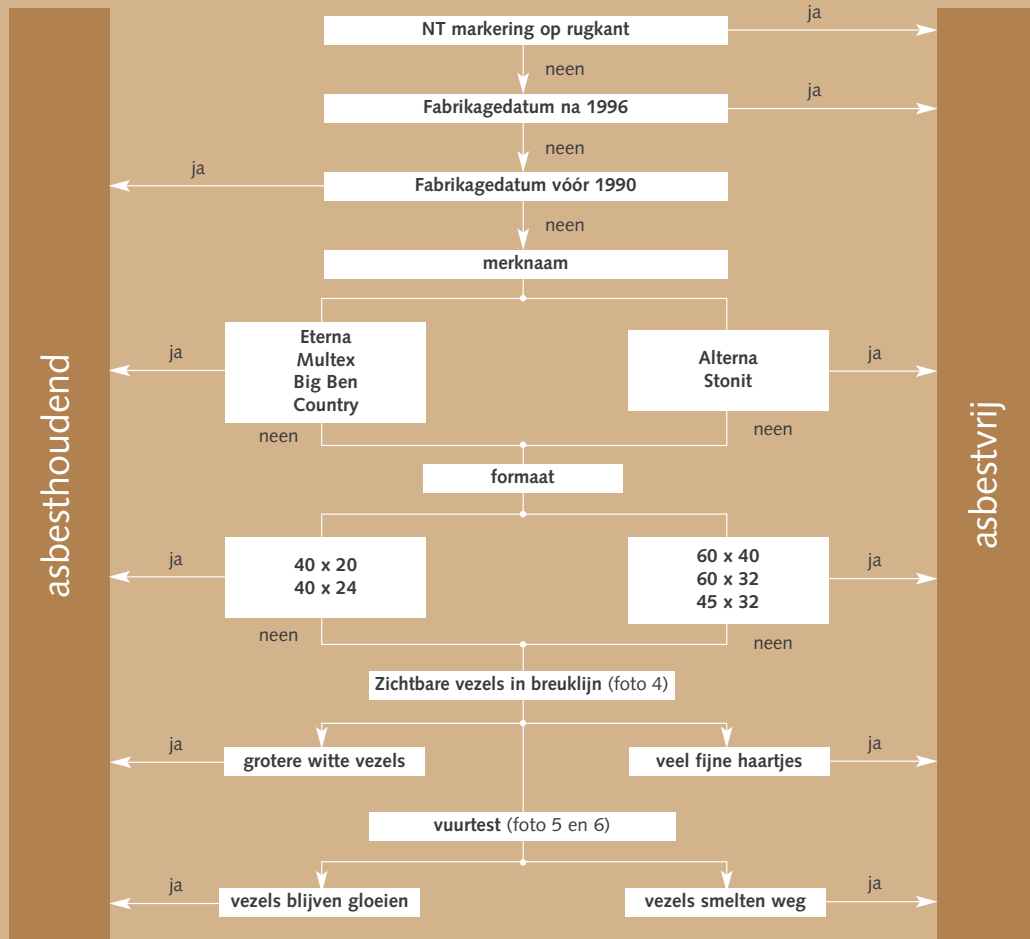 NT markering op rugkant
ja
neen
Fabrikagedatum na 1996
ja
neen
ja
Fabrikagedatum vóór 1990
neen
merknaam
asbesthoudend
asbestvrij
ja
Eterna
Multex
Big Ben
Country
neen
Alterna
Stonit
ja
neen
formaat
ja
40 x 20
40 x 24
neen
60 x 40
60 x 32
45 x 32
ja
neen
Zichtbare vezels in breuklijn (foto 4)
ja
grotere witte vezels
veel fijne haartjes
ja
vuurtest (foto 5 en 6)
ja
vezels blijven gloeien
vezels smelten weg
ja